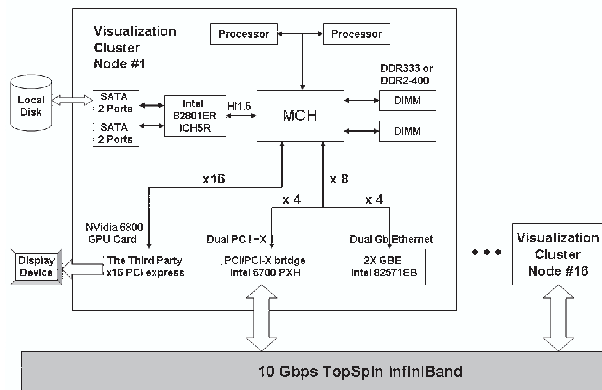 Visualization
Cluster
Node #1
Processor
Processor
DDR333 or
DDR2-400
Local
Disk
SATA
2 Ports
SATA
2 Ports
Intel
82801ER
ICH5R
HI1.5
MCH
DIMM
DIMM
x16
x 8
x 4
x 4
NVidia 6800
GPU Card
Dual PCI-X
Dual Gb Ethernet
Display
Device
The Third Party
x16 PCI express
PCI/PCI-X bridge
Intel 6700 PXH
2X GBE
Intel 82571EB
Visualization
Cluster
Node #16
10 Gbps TopSpin InfiniBand